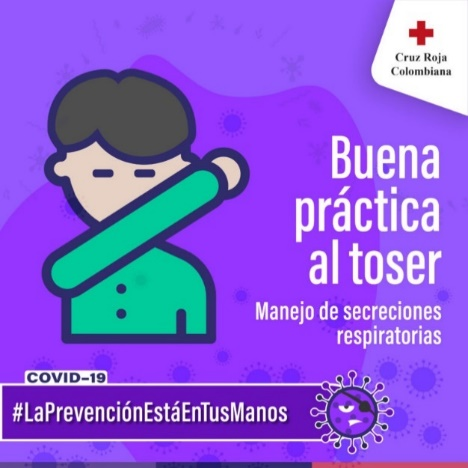 Cruz Roja
Colombiana
Buena
práctica
al toser
Manejo de secreciones
respiratorias
COVID-19
#LaPrevenciónEstáEnTusManos